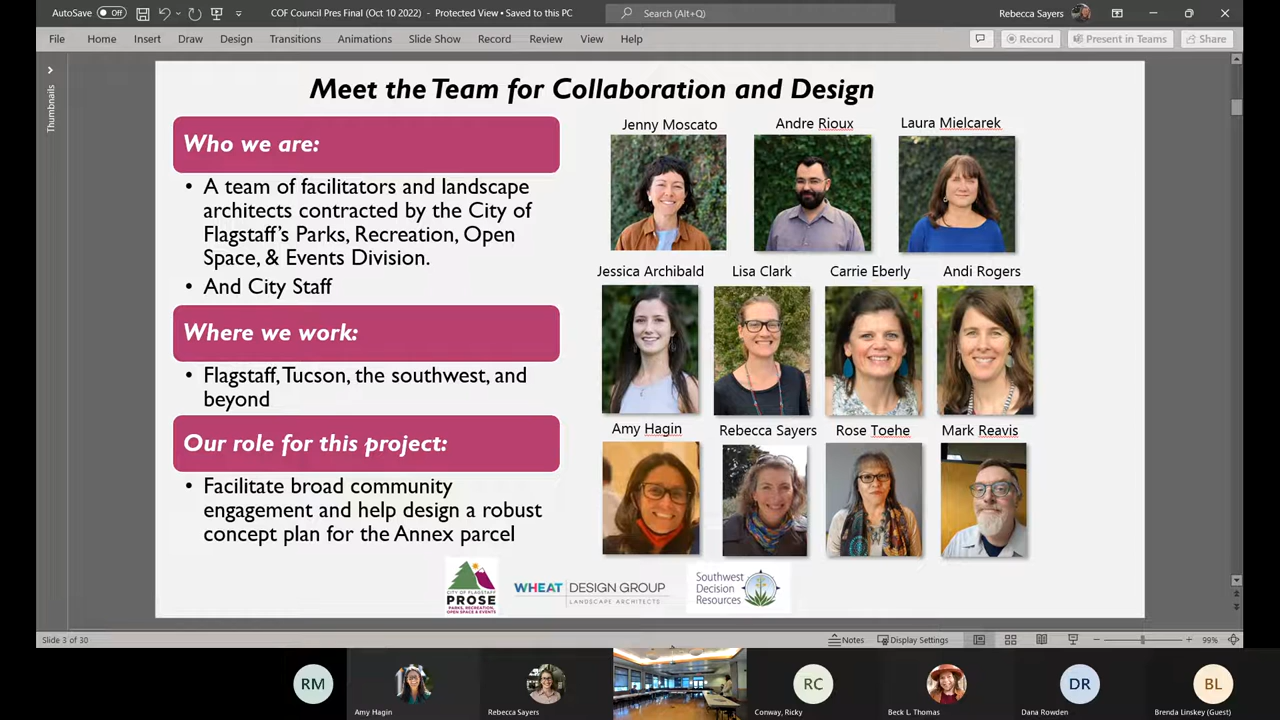 AutoSave
Off
COF Council Pres Final (Oct 10 2022) - Protected View • Saved to this PC
Search (Alt+Q)
Rebecca Sayers
File Home Insert Draw Design Transitions Animations Slide Show Record Review View Help
Record
Present in Teams
Share
Thumbnails
Meet the Team for Collaboration and Design
Who we are:
• A team of facilitators and landscape
architects contracted by the City of
Flagstaff's Parks, Recreation, Open
Space, & Events Division.
• And City Staff
Where we work:
• Flagstaff, Tucson, the southwest, and
beyond
Our role for this project:
• Facilitate broad community
engagement and help design a robust
concept plan for the Annex parcel
Jenny Moscato
Andre Rioux
Laura Mielcarek
Jessica Archibald
Lisa Clark
Carrie Eberly
Andi Rogers
Amy Hagin
Rebecca Sayers
Rose Toehe
Mark Reavis
CITY OF FLAGSTAFF
PROSE
PARKS, RECREATION,
OPEN SPACE & EVENTS
WHEAT DESIGN GROUP
LANDSCAPE ARCHITECTS
Southwest
Decision
Resources
Slide 3 of 30
Notes
Display Settings
99%
RM
Amy Hagin
Rebecca Sayers
RC
Conway, Ricky
Beck L. Thomas
DR
Dana Rowden
BL
Brenda Linskey (Guest)